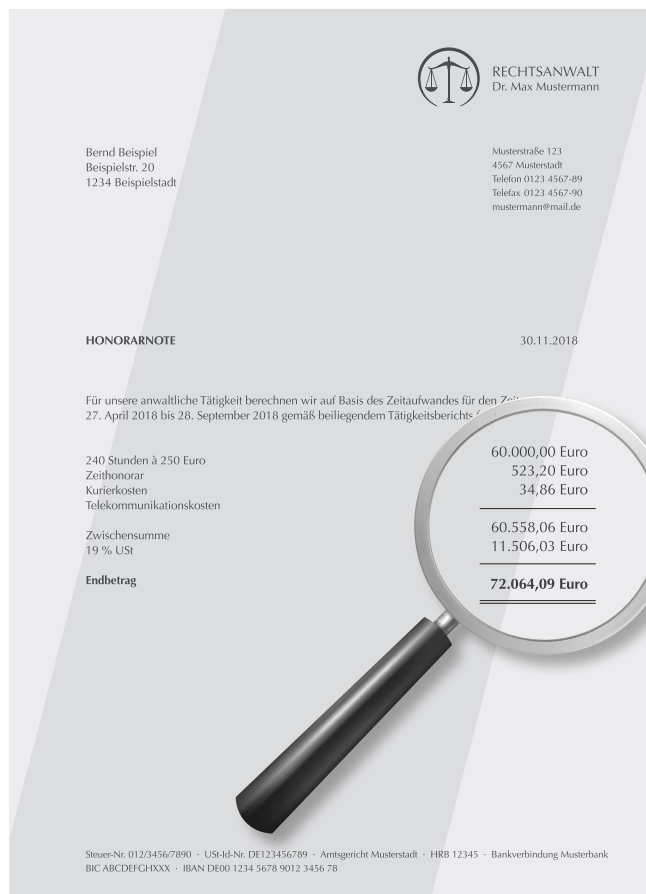 RECHTSANWALT
Dr. Max Mustermann
Bernd Beispiel
Beispielstr. 20
1234 Beispielstadt
Musterstraße 123
4567 Musterstadt
Telefon 0123 4567-89
Telefax 0123 4567-90
mustermann@mail.de
HONORARNOTE 30.11.2018
Für unsere anwaltliche Tätigkeit berechnen wir auf Basis des Zeitaufwandes für den
27. April 2018 bis 28. September 2018 gemäß beiliegendem Tätigkeitsberichts
240 Stunden à 250 Euro
Zeithonorar
Kurierkosten
Telekommunikationskosten
Zwischensumme
19 % USt
Endbetrag
60.000,00 Euro
523,20 Euro
34,86 Euro
60.558,06 Euro
11.506,03 Euro
72.064,09 Euro
Steuer-Nr. 012/3456/7890 · USt-Id-Nr. DE123456789 · Amtsgericht Musterstadt · HRB 12345 · Bankverbindung Musterbank
BIC ABCDEFGHXXX · IBAN DE00 1234 5678 9012 3456 78